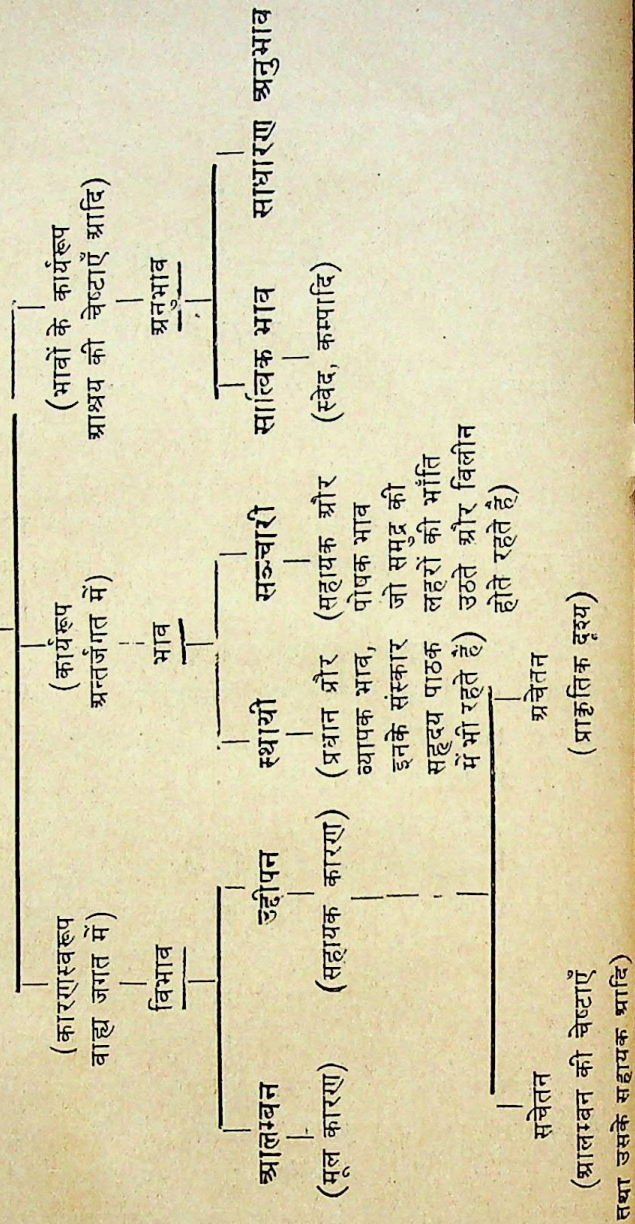 (कारणस्वरूप
वाह्य जगत में)
विभाव
आलम्बन
(मूल कारण)
उद्दीपन
(सहायक कारण)
सचेतन
(आलम्बन की चेष्टाएँ
तथा उसके सहायक आदि)
अचेतन
(प्राकृतिक दृश्य)
(कार्यरूप
अन्तर्जगत में)
भाव
स्थायी
(प्रधान और
व्यापक भाव,
इनके संस्कार
सहृदय पाठक
में भी रहते हैं)
सञ्चारी
(सहायक और
पोषक भाव
जो समुद्र की
लहरों की भाँति
उठते और विलीन
होते रहते हैं)
(भावों के कार्यरूप
आश्रय की चेष्टाएँ आदि)
अनुभाव
सात्विक भाव
(स्वेद, कम्पादि)
साधारण अनुभाव